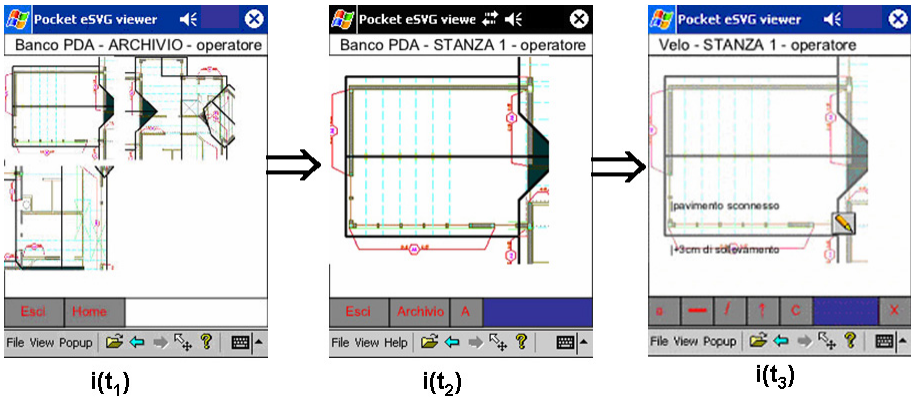 Pocket eSVG viewer
Banco PDA - ARCHIVIO - operatore
Esci Home
File View Popup
i(t1)
Pocket eSVG viewe
Banco PDA - STANZA 1 - operatore
Esci Archivio A
File View Help
i(t2)
Pocket eSVG viewer
Velo - STANZA 1 - operatore
pavimento sconnesso
+3cm di sollevamento
C X
File View Popup
i(t3)